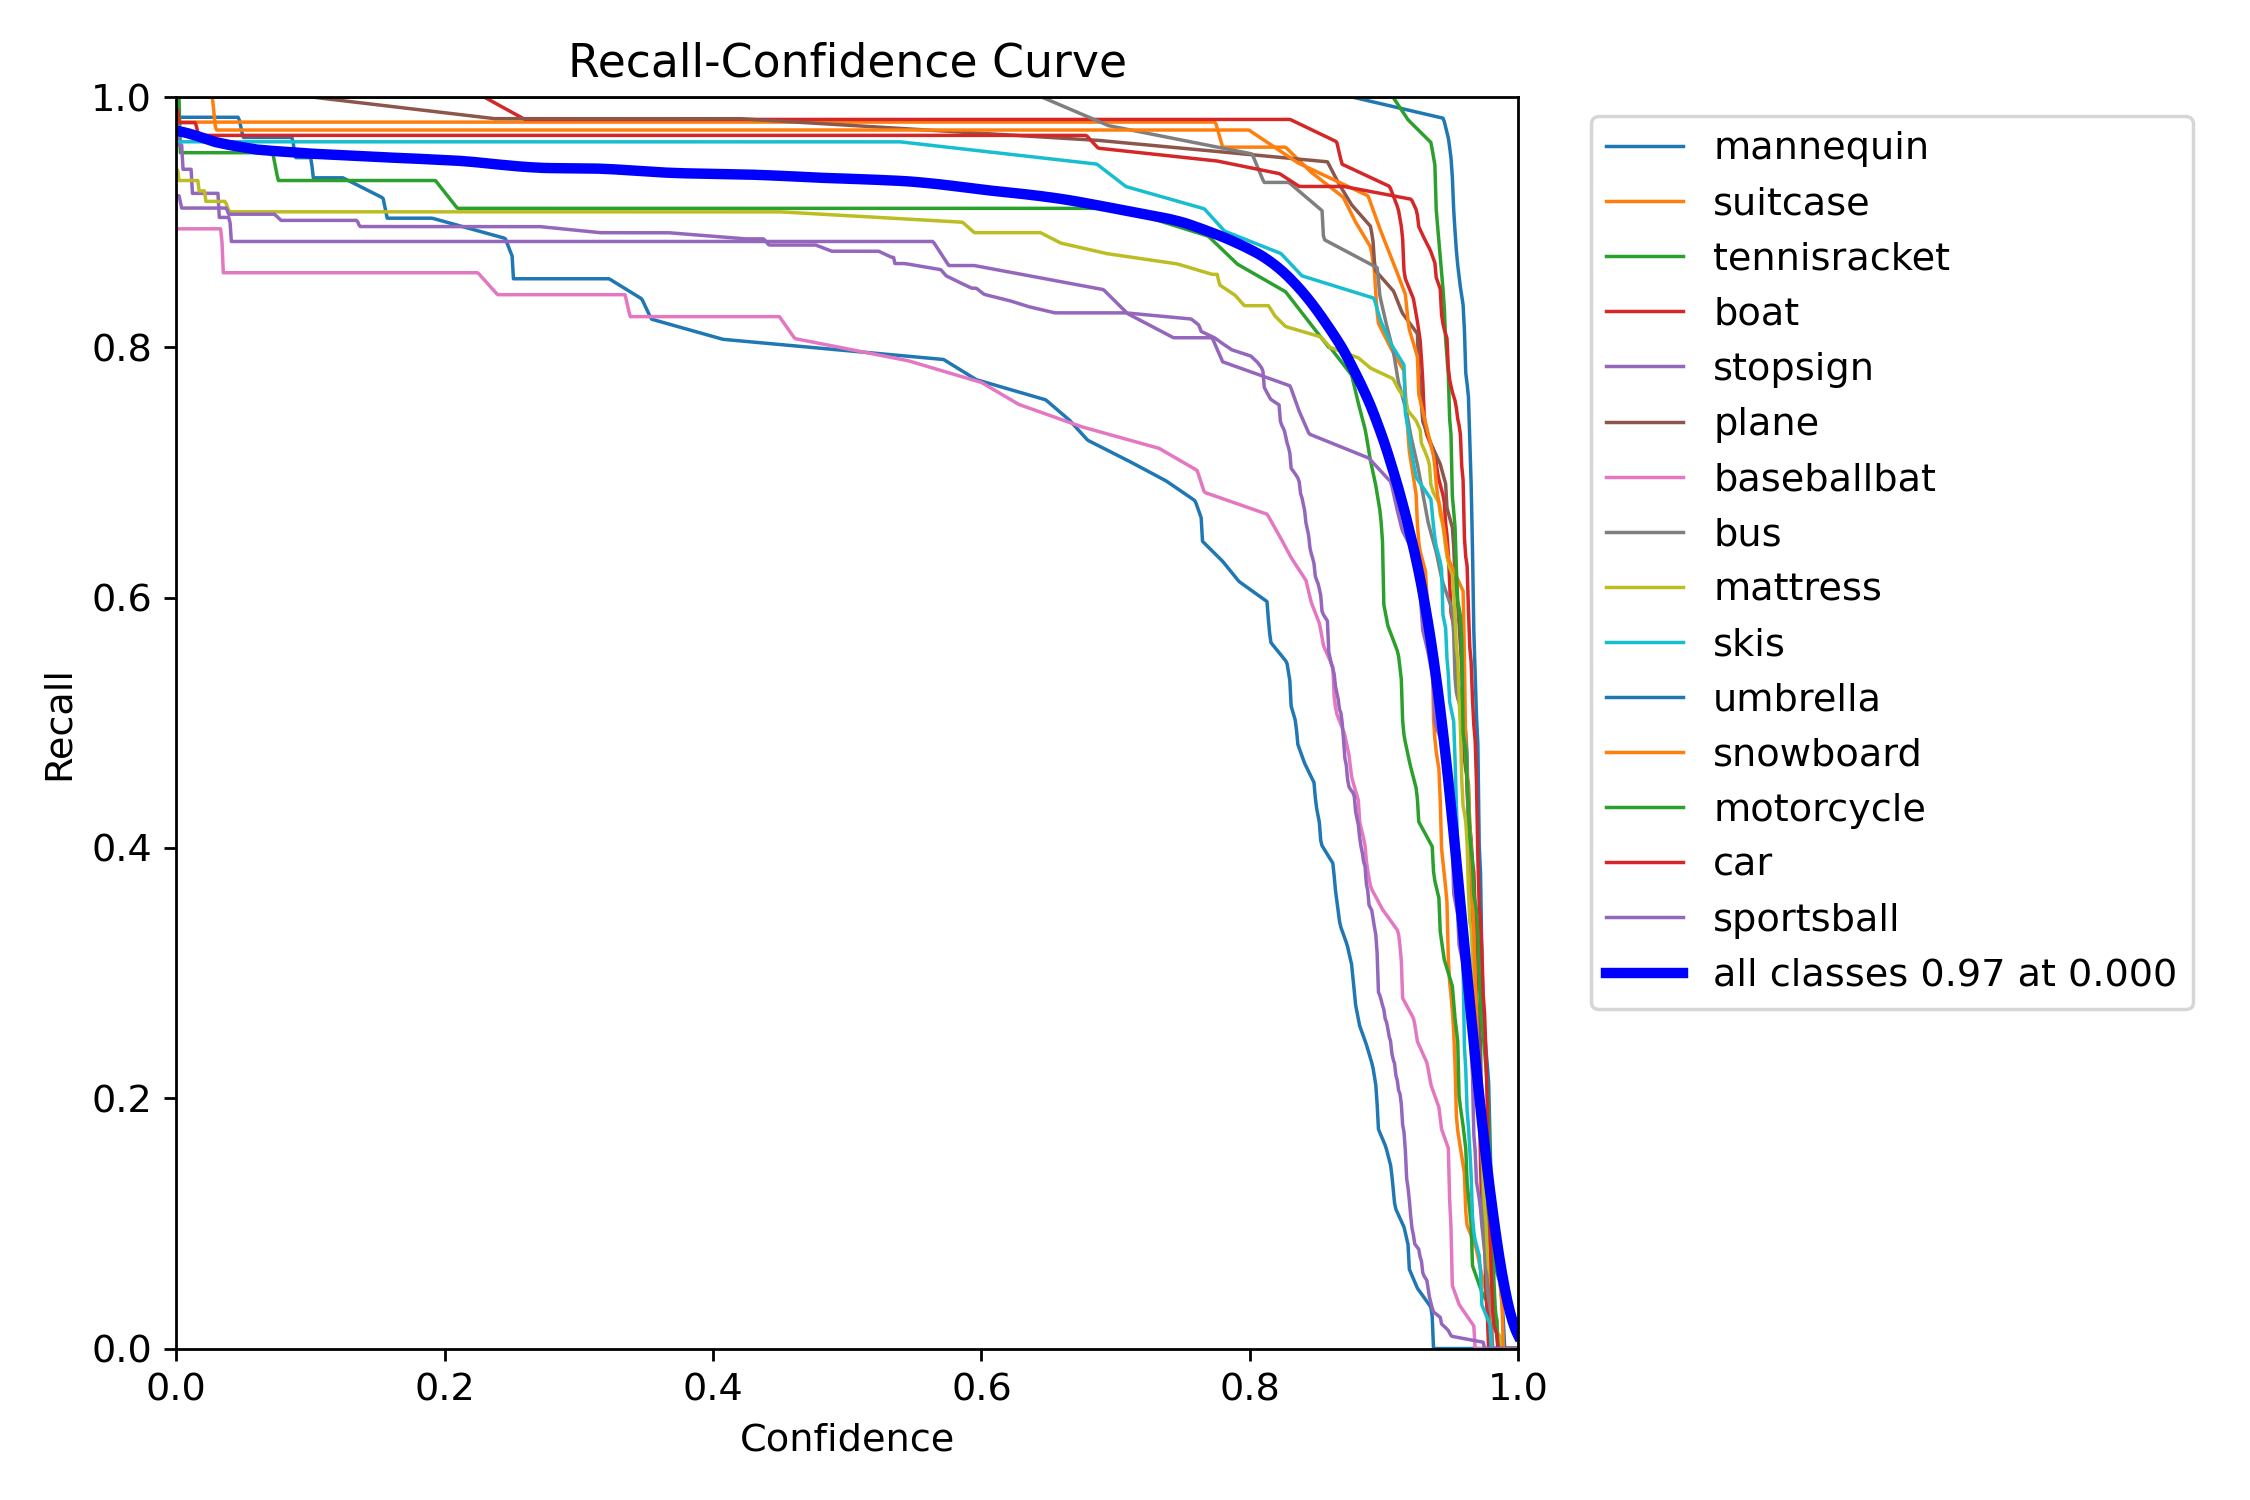 Recall-Confidence Curve
1.0
0.8
0.6
0.4
0.2
0.0
Recall
0.0 0.2 0.4 0.6 0.8 1.0
Confidence
mannequin
suitcase
tennisracket
boat
stopsign
plane
baseballbat
bus
mattress
skis
umbrella
snowboard
motorcycle
car
sportsball
all classes 0.97 at 0.000